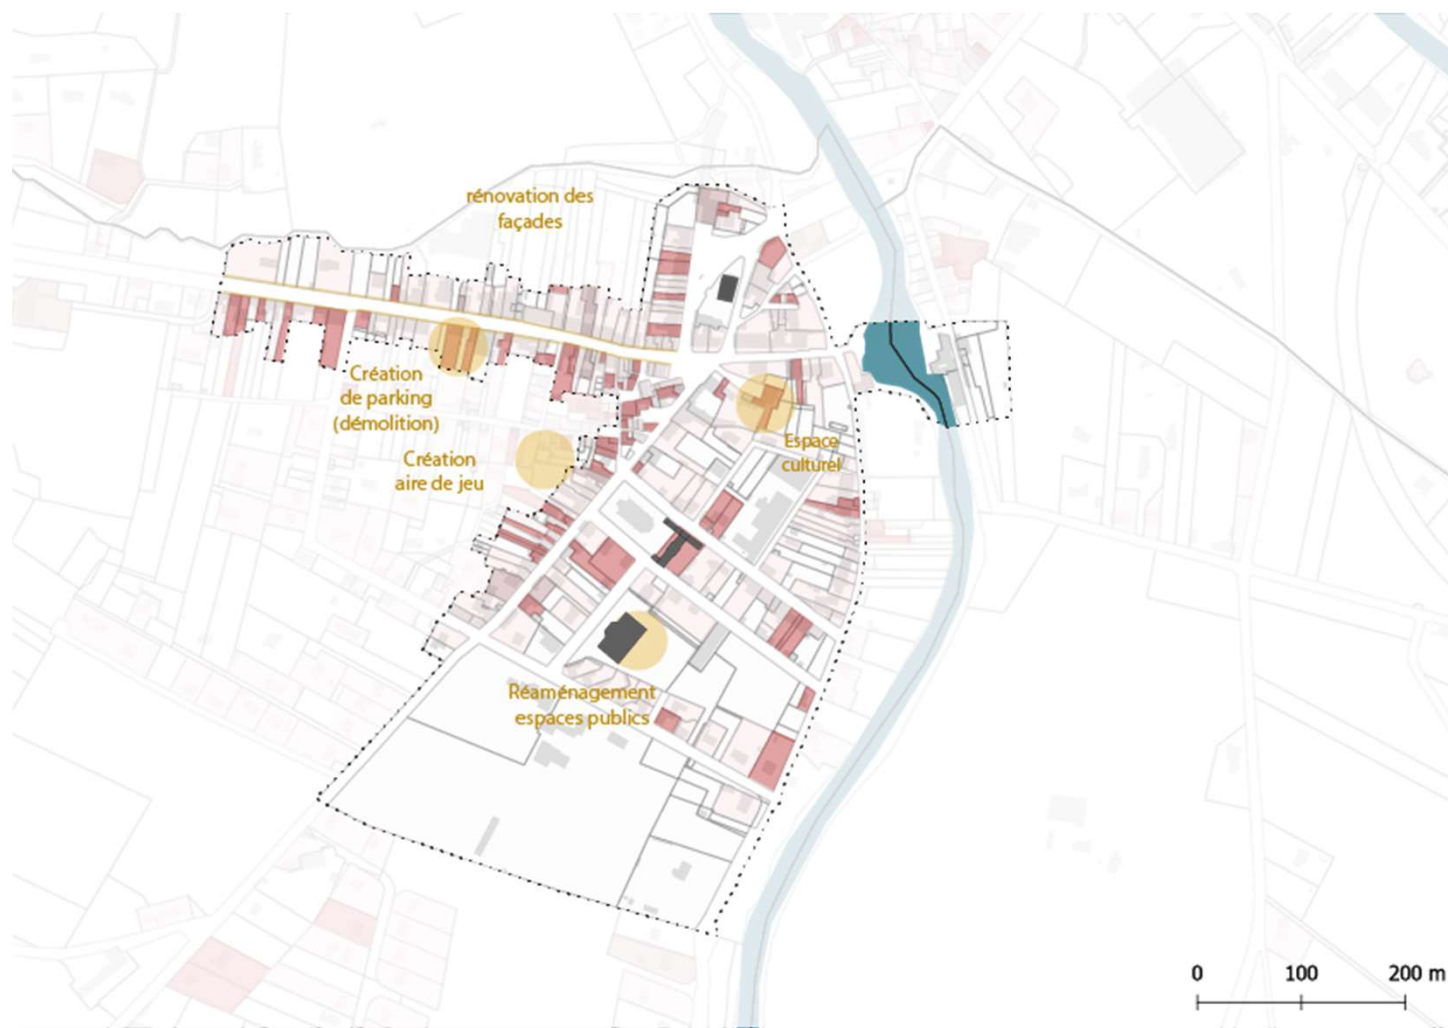 rénovation des
façades
Création
de parking
(démolition)
Création
aire de jeu
Espace
culturel
Réaménagement
espaces publics
0 100 200 m